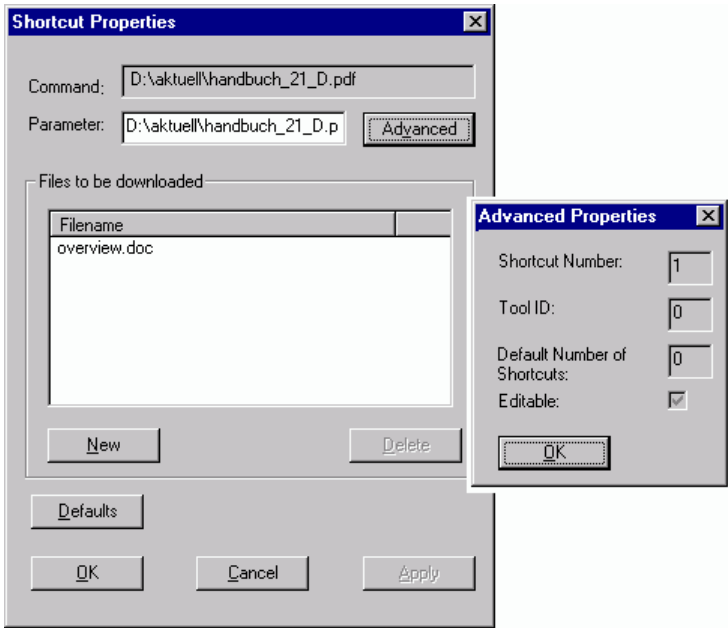 Shortcut Properties
Command:
D:\aktuell\handbuch_21_D.pdf
Parameter:
D:\aktuell\handbuch_21_D.p
Advanced
Files to be downloaded
Filename
overview.doc
New
Delete
Defaults
OK
Cancel
Apply
Advanced Properties
Shortcut Number:
1
Tool ID:
0
Default Number of
Shortcuts:
0
Editable:
OK